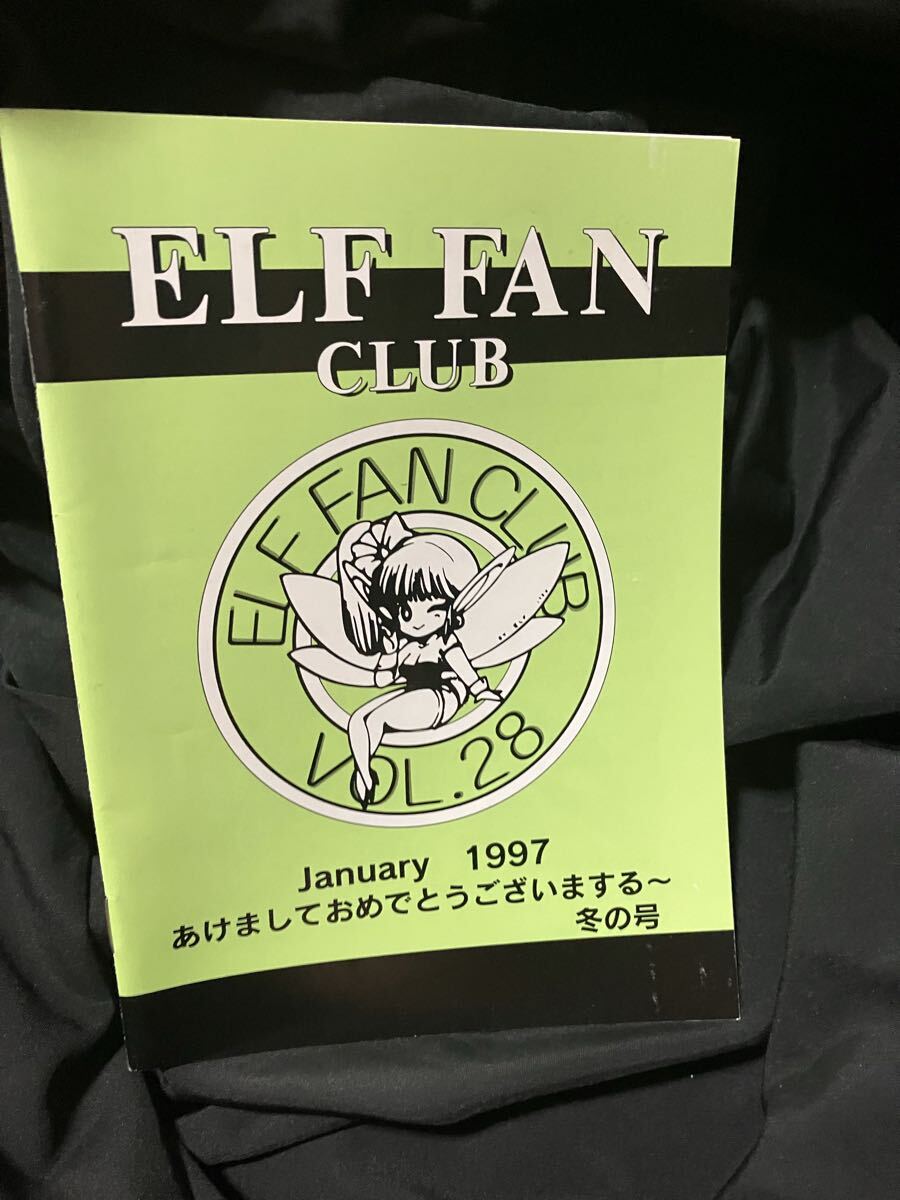 ELF FAN
CLUB
ELF FAN CLUB
VOL.28
January 1997
あけましておめでとうございまする〜
冬の号